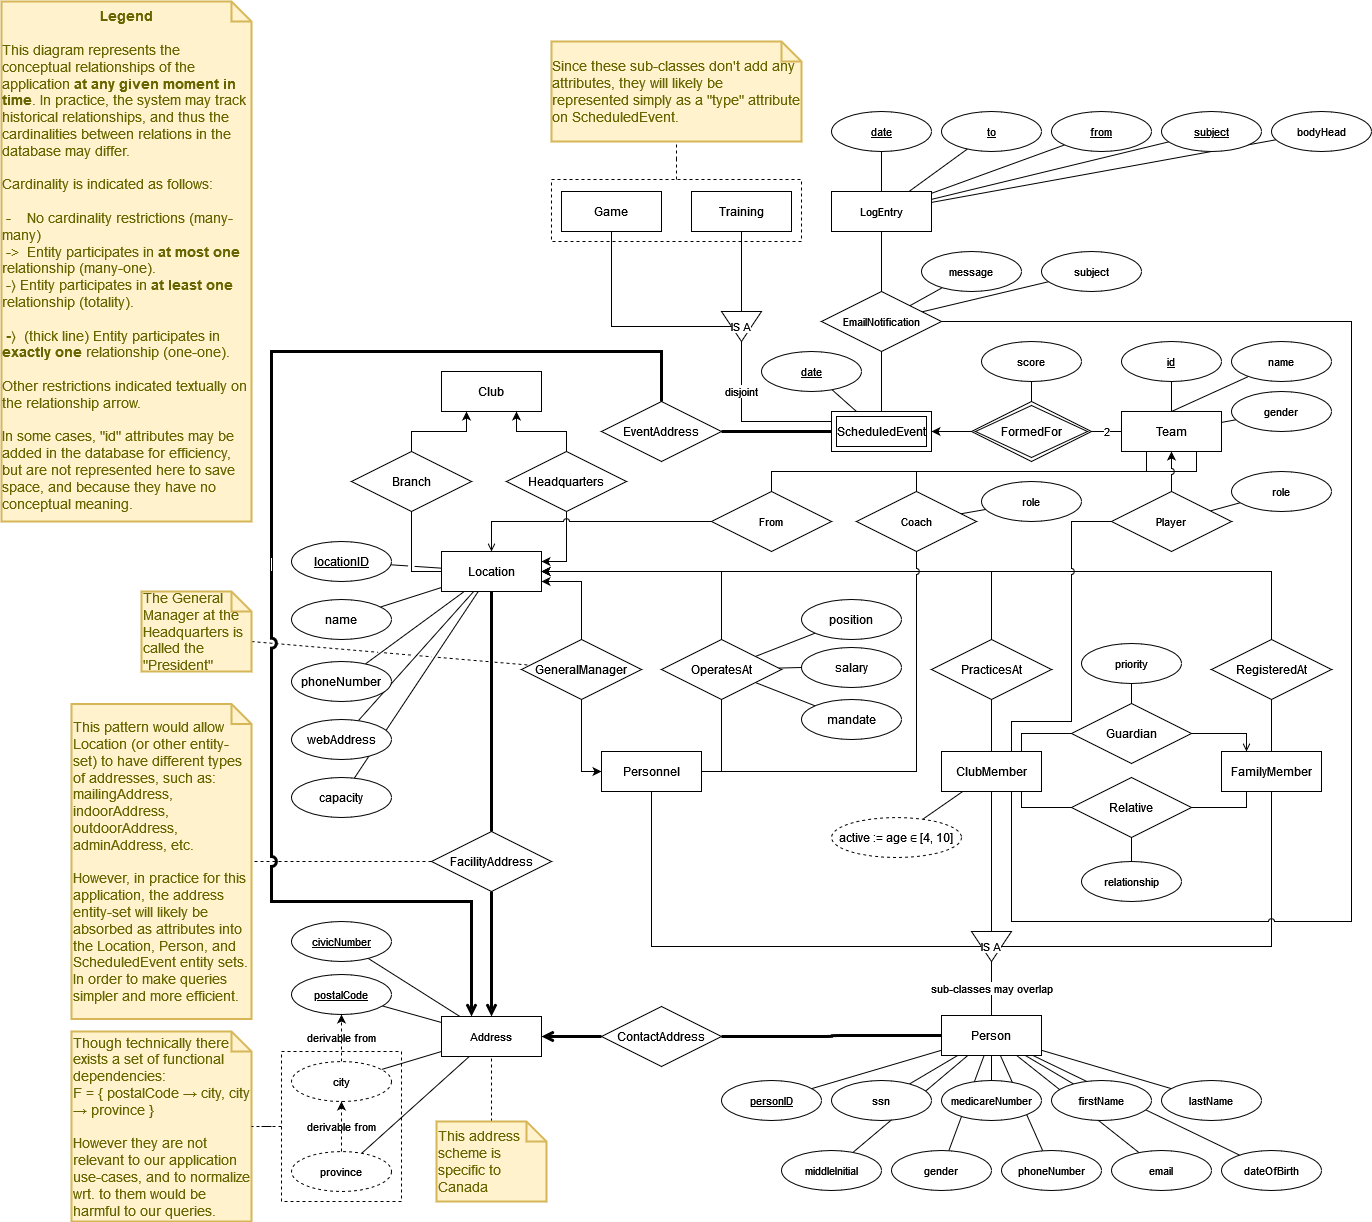 Legend
This diagram represents the
conceptual relationships of the
application at any given moment in
time. In practice, the system may track
historical relationships, and thus the
cardinalities between relations in the
database may differ.
Cardinality is indicated as follows:
- No cardinality restrictions (many-
many)
-> Entity participates in at most one
relationship (many-one).
-) Entity participates in at least one
relationship (totality).
-) (thick line) Entity participates in
exactly one relationship (one-one).
Other restrictions indicated textually on
the relationship arrow.
In some cases, "id" attributes may be
added in the database for efficiency,
but are not represented here to save
space, and because they have no
conceptual meaning.
Since these sub-classes don't add any
attributes, they will likely be
represented simply as a "type" attribute
on ScheduledEvent.
date
to
from
subject
bodyHead
Game
Training
LogEntry
message
subject
EmailNotification
IS A
disjoint
date
score
id
name
gender
Club
EventAddress
ScheduledEvent
FormedFor
2
Team
Branch
Headquarters
From
Coach
role
Player
role
locationID
Location
name
phoneNumber
webAddress
capacity
The General
Manager at the
Headquarters is
called the
"President"
GeneralManager
OperatesAt
position
salary
mandate
PracticesAt
priority
RegisteredAt
Guardian
Personnel
ClubMember
FamilyMember
Relative
active := age ∈ [4, 10]
relationship
This pattern would allow
Location (or other entity-
set) to have different types
of addresses, such as:
mailingAddress,
indoorAddress,
outdoorAddress,
adminAddress, etc.
However, in practice for this
application, the address
entity-set will likely be
absorbed as attributes into
the Location, Person, and
ScheduledEvent entity sets.
In order to make queries
simpler and more efficient.
FacilityAddress
IS A
sub-classes may overlap
civicNumber
postalCode
derivable from
city
derivable from
province
Address
ContactAddress
Person
Though technically there
exists a set of functional
dependencies:
F = { postalCode → city, city
→ province }
However they are not
relevant to our application
use-cases, and to normalize
wrt. to them would be
harmful to our queries.
This address
scheme is
specific to
Canada
personID
ssn
medicareNumber
firstName
lastName
middleInitial
gender
phoneNumber
email
dateOfBirth